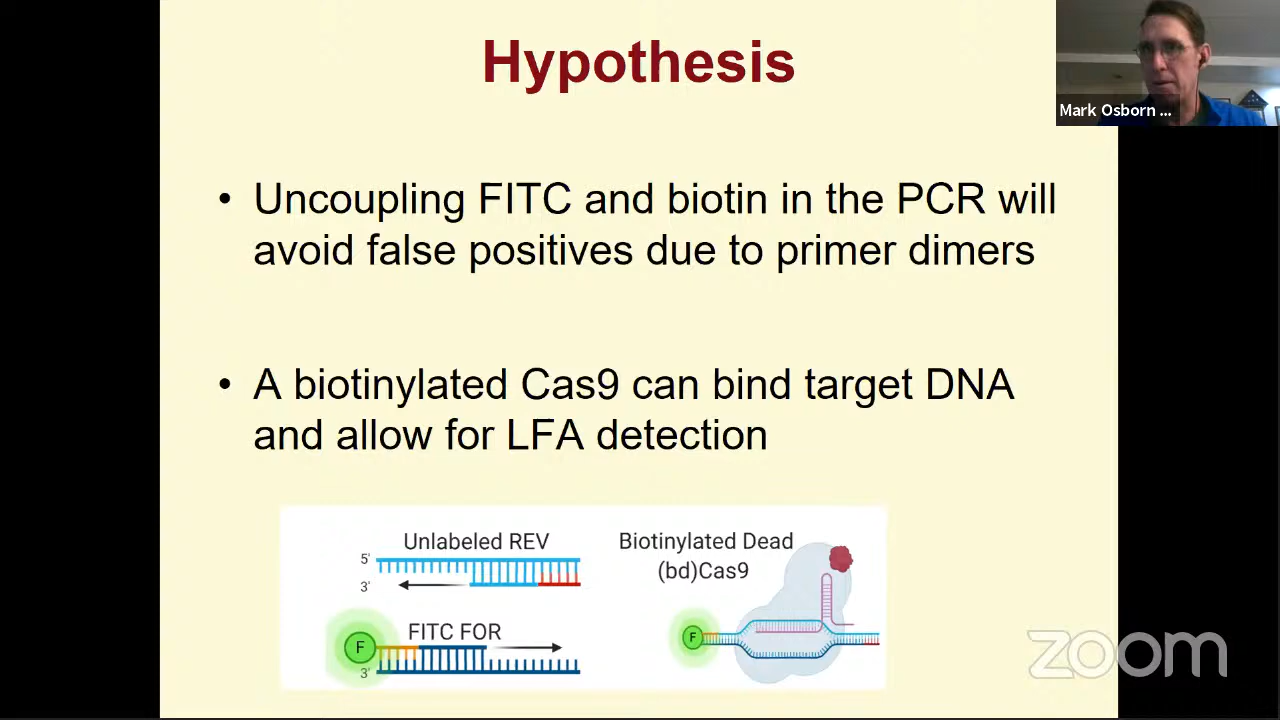 Hypothesis
Mark Osborn ...
• Uncoupling FITC and biotin in the PCR will
avoid false positives due to primer dimers
• A biotinylated Cas9 can bind target DNA
and allow for LFA detection
Unlabeled REV
5'
3'
F
FITC FOR
3'
Biotinylated Dead
(bd)Cas9
F
zoom